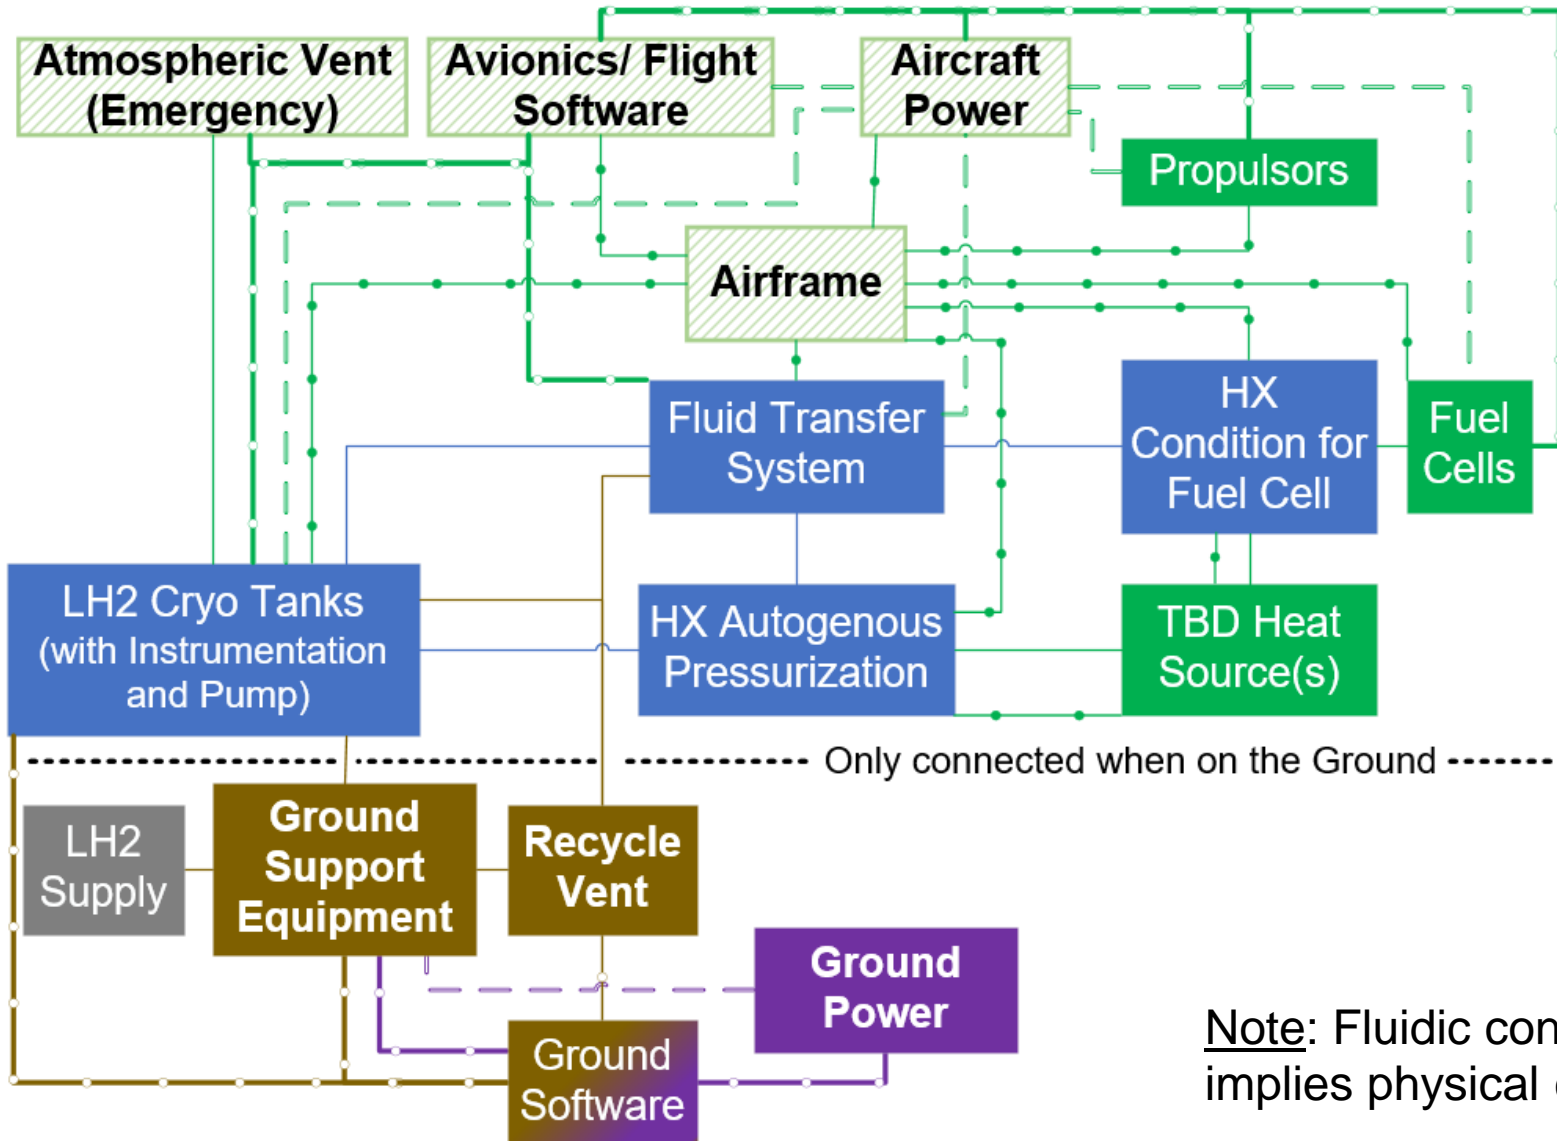 Atmospheric Vent
(Emergency)
Avionics/ Flight
Software
Aircraft
Power
Propulsors
Airframe
Fluid Transfer
System
HX
Condition for
Fuel Cell
Fuel
Cells
LH2 Cryo Tanks
(with Instrumentation
and Pump)
HX Autogenous
Pressurization
TBD Heat
Source(s)
Only connected when on the Ground
LH2
Supply
Ground
Support
Equipment
Recycle
Vent
Ground
Power
Ground
Software
Note: Fluidic con
implies physical